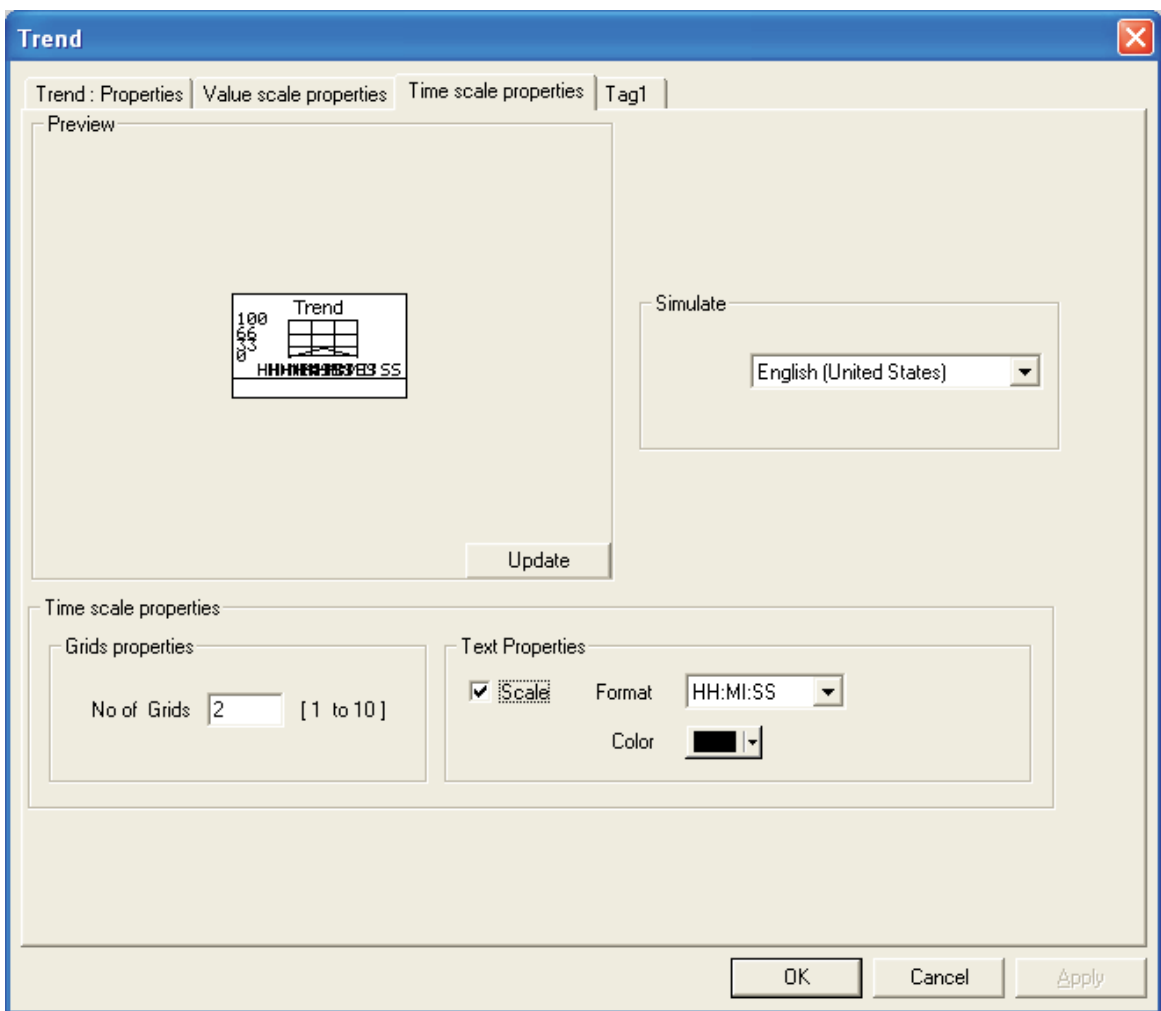 Trend
Trend : Properties
Value scale properties
Time scale properties
Tag1
Preview
Trend
100
66
33
0
SS
Simulate
English (United States)
Update
Time scale properties
Grids properties
No of Grids 2 [ 1 to 10 ]
Text Properties
Scale Format HH:MI:SS
Color
OK Cancel Apply